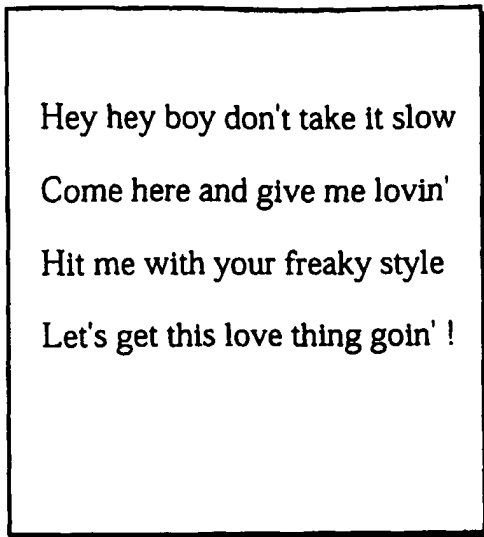 Hey hey boy don't take it slow
Come here and give me lovin'
Hit me with your freaky style
Let's get this love thing goin' !